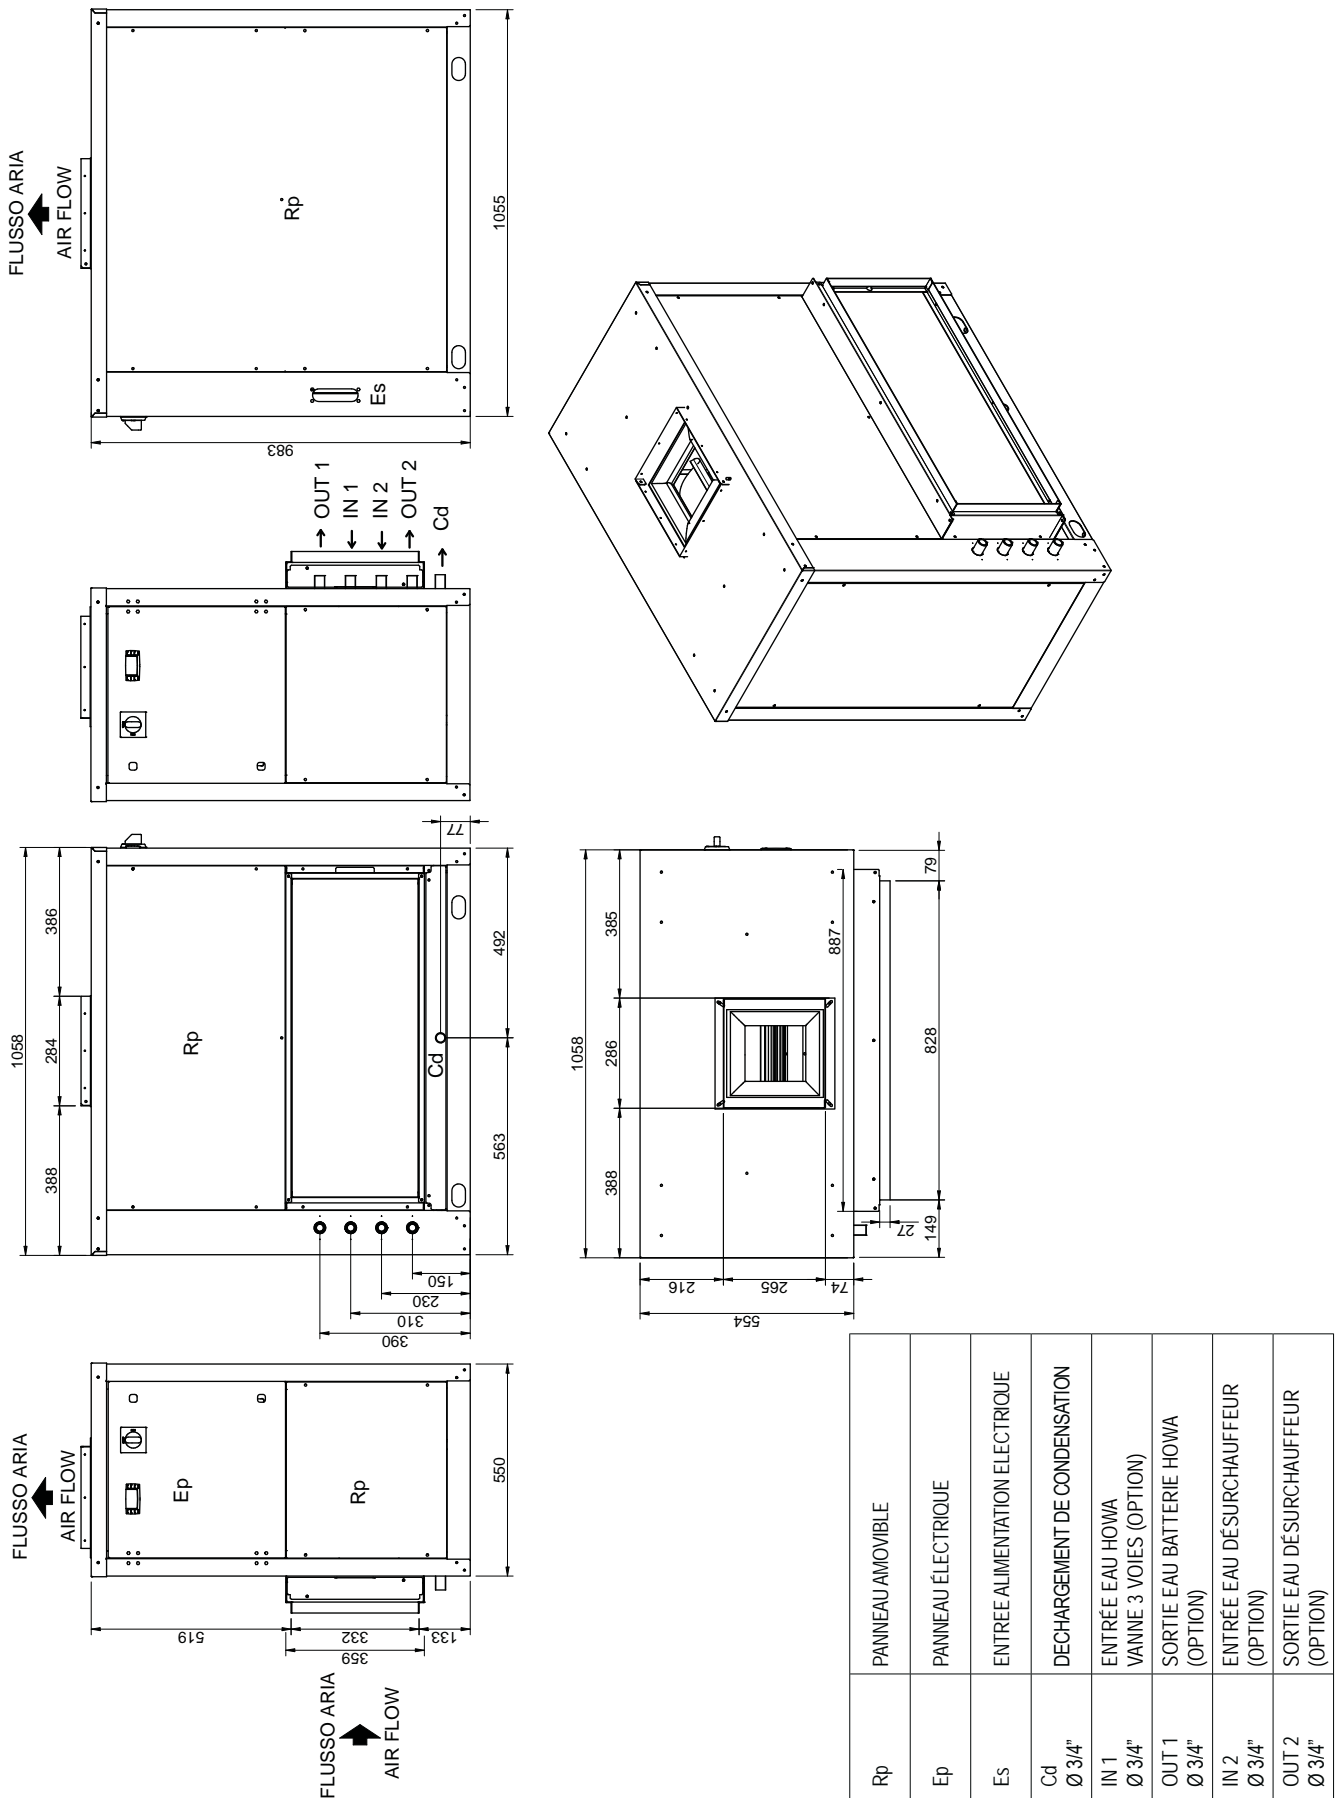 FLUSSO ARIA
AIR FLOW
Rp
1055
Es
983
OUT 1
IN 1
IN 2
OUT 2
Cd
1058
386
284
388
Rp
77
492
563
Cd
150
230
310
390
FLUSSO ARIA
AIR FLOW
Ep
Rp
550
519
332
133
359
FLUSSO ARIA
AIR FLOW
1058
385
286
388
887
79
828
149
27
216
265
74
554
Rp
PANNEAU AMOVIBLE
Ep
PANNEAU ÉLECTRIQUE
Es
ENTREE ALIMENTATION ELECTRIQUE
Cd
Ø 3/4"
DECHARGEMENT DE CONDENSATION
IN 1
Ø 3/4"
ENTRÉE EAU HOWA
VANNE 3 VOIES (OPTION)
OUT 1
Ø 3/4"
SORTIE EAU BATTERIE HOWA
(OPTION)
IN 2
Ø 3/4"
ENTRÉE EAU DÉSURCHAUFFEUR
(OPTION)
OUT 2
Ø 3/4"
SORTIE EAU DÉSURCHAUFFEUR
(OPTION)